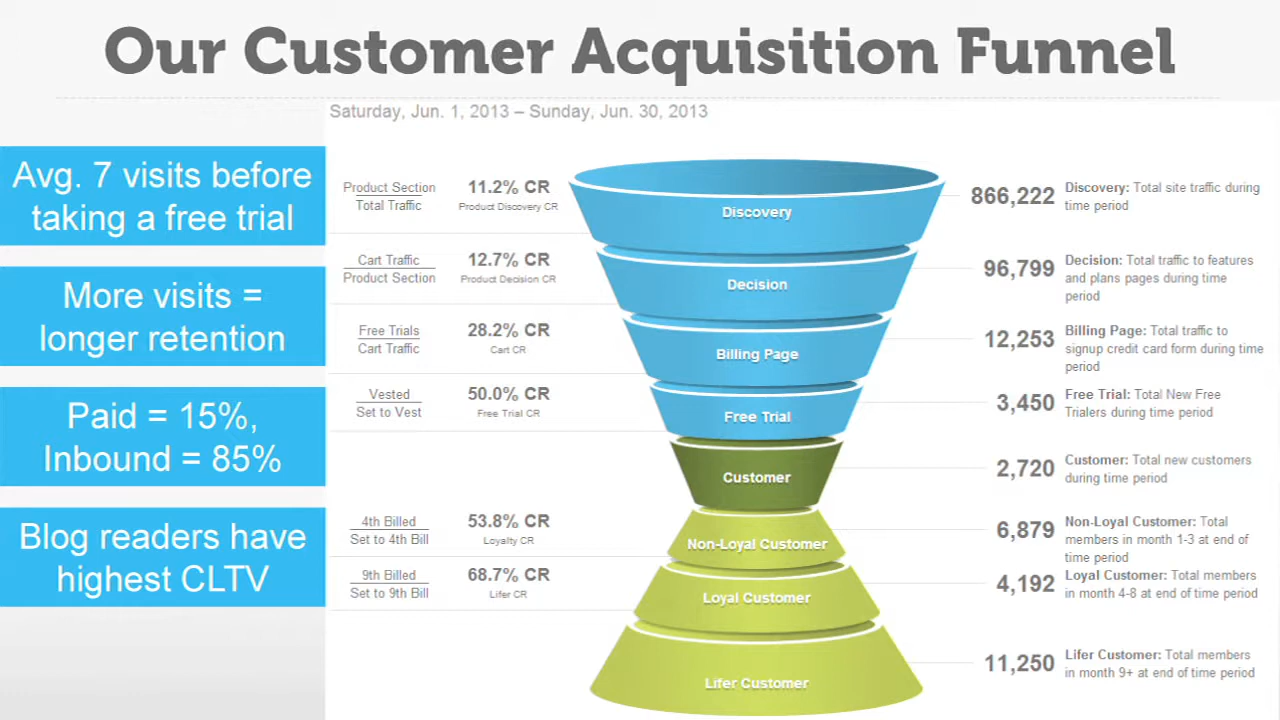 Our Customer Acquisition Funnel
Saturday, Jun. 1, 2013 – Sunday, Jun. 30, 2013
Avg. 7 visits before
taking a free trial
More visits =
longer retention
Paid = 15%,
Inbound = 85%
Blog readers have
highest CLTV
Product Section
Total Traffic
11.2% CR
Product Discovery CR
Discovery
866,222
Discovery: Total site traffic during
time period
Cart Traffic
Product Section
12.7% CR
Product Decision CR
Decision
96,799
Decision: Total traffic to features
and plans pages during time
period
Free Trials
Cart Traffic
28.2% CR
Cart CR
Billing Page
12,253
Billing Page: Total traffic to
signup credit card form during time
period
Vested
Set to Vest
50.0% CR
Free Trial CR
Free Trial
3,450
Free Trial: Total New Free
Trialers during time period
Customer
2,720
Customer: Total new customers
during time period
4th Billed
Set to 4th Bill
53.8% CR
Loyalty CR
Non-Loyal Customer
6,879
Non-Loyal Customer: Total
members in month 1-3 at end of
time period
9th Billed
Set to 9th Bill
68.7% CR
Lifer CR
Loyal Customer
4,192
Loyal Customer: Total members
in month 4-8 at end of time period
Lifer Customer
11,250
Lifer Customer: Total members
in month 9+ at end of time period